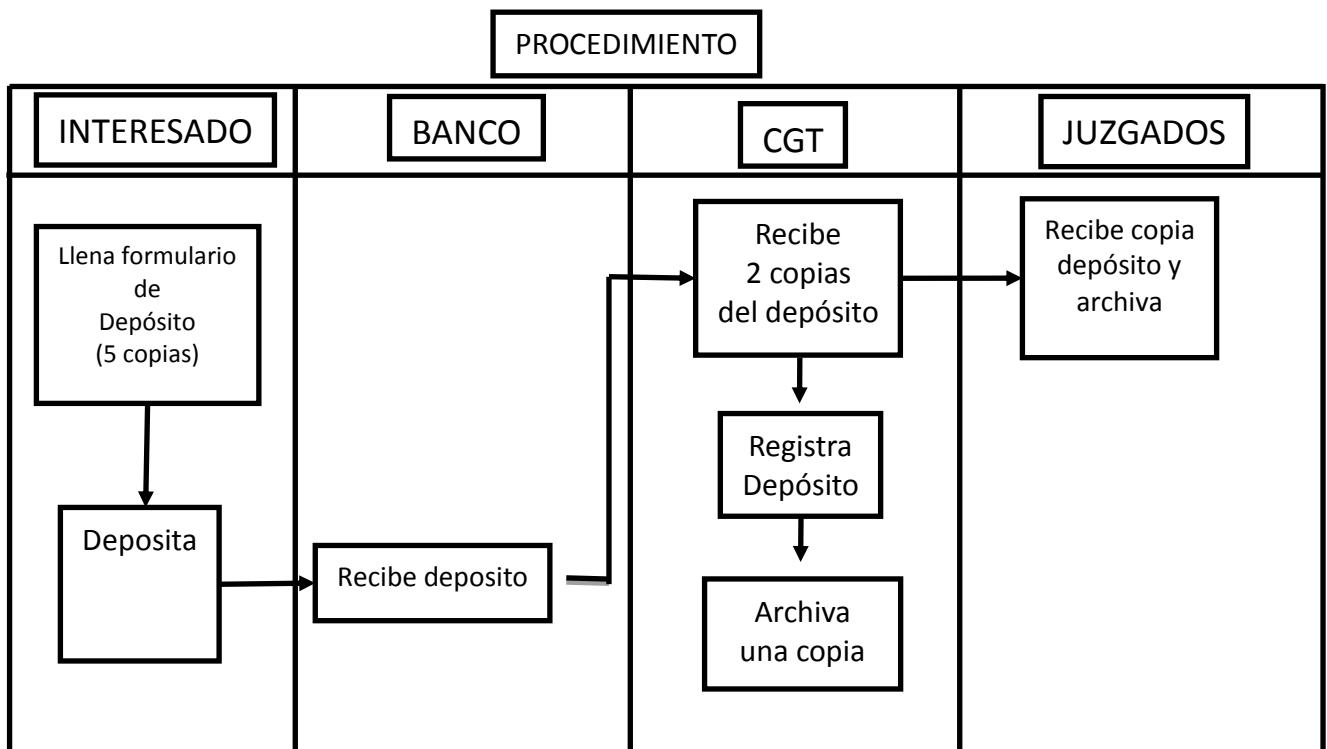 PROCEDIMIENTO
INTERESADO
BANCO
CGT
JUZGADOS
Llena formulario
de
Depósito
(5 copias)
Deposita
Recibe deposito
Recibe
2 copias
del depósito
Registra
Depósito
Archiva
una copia
Recibe copia
depósito y
archiva